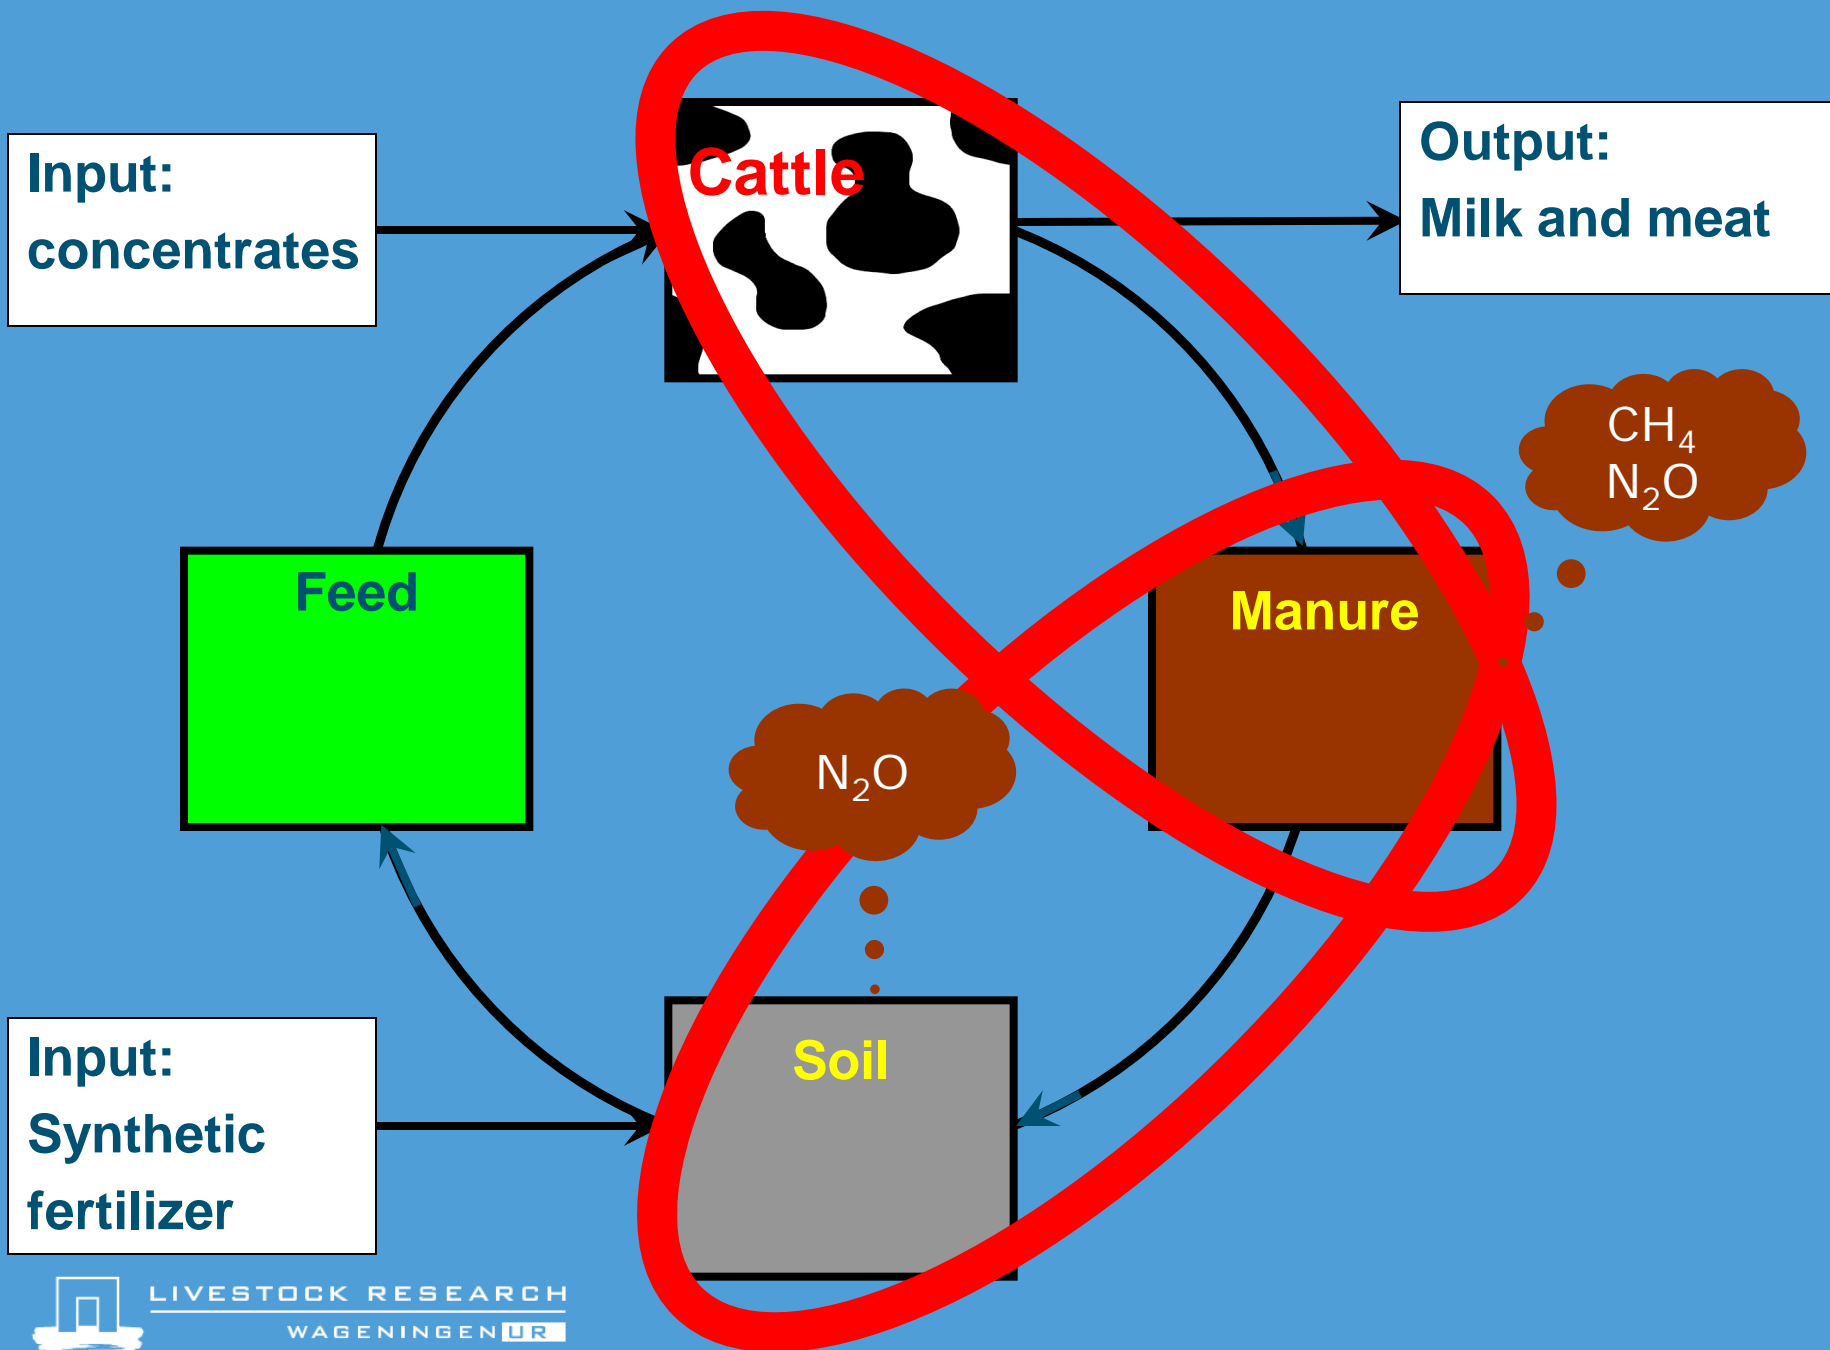 Input:
concentrates
Cattle
Output:
Milk and meat
CH₄
N₂O
Feed
Manure
N₂O
Soil
Input:
Synthetic
fertilizer
LIVESTOCK RESEARCH
WAGENINGEN UR